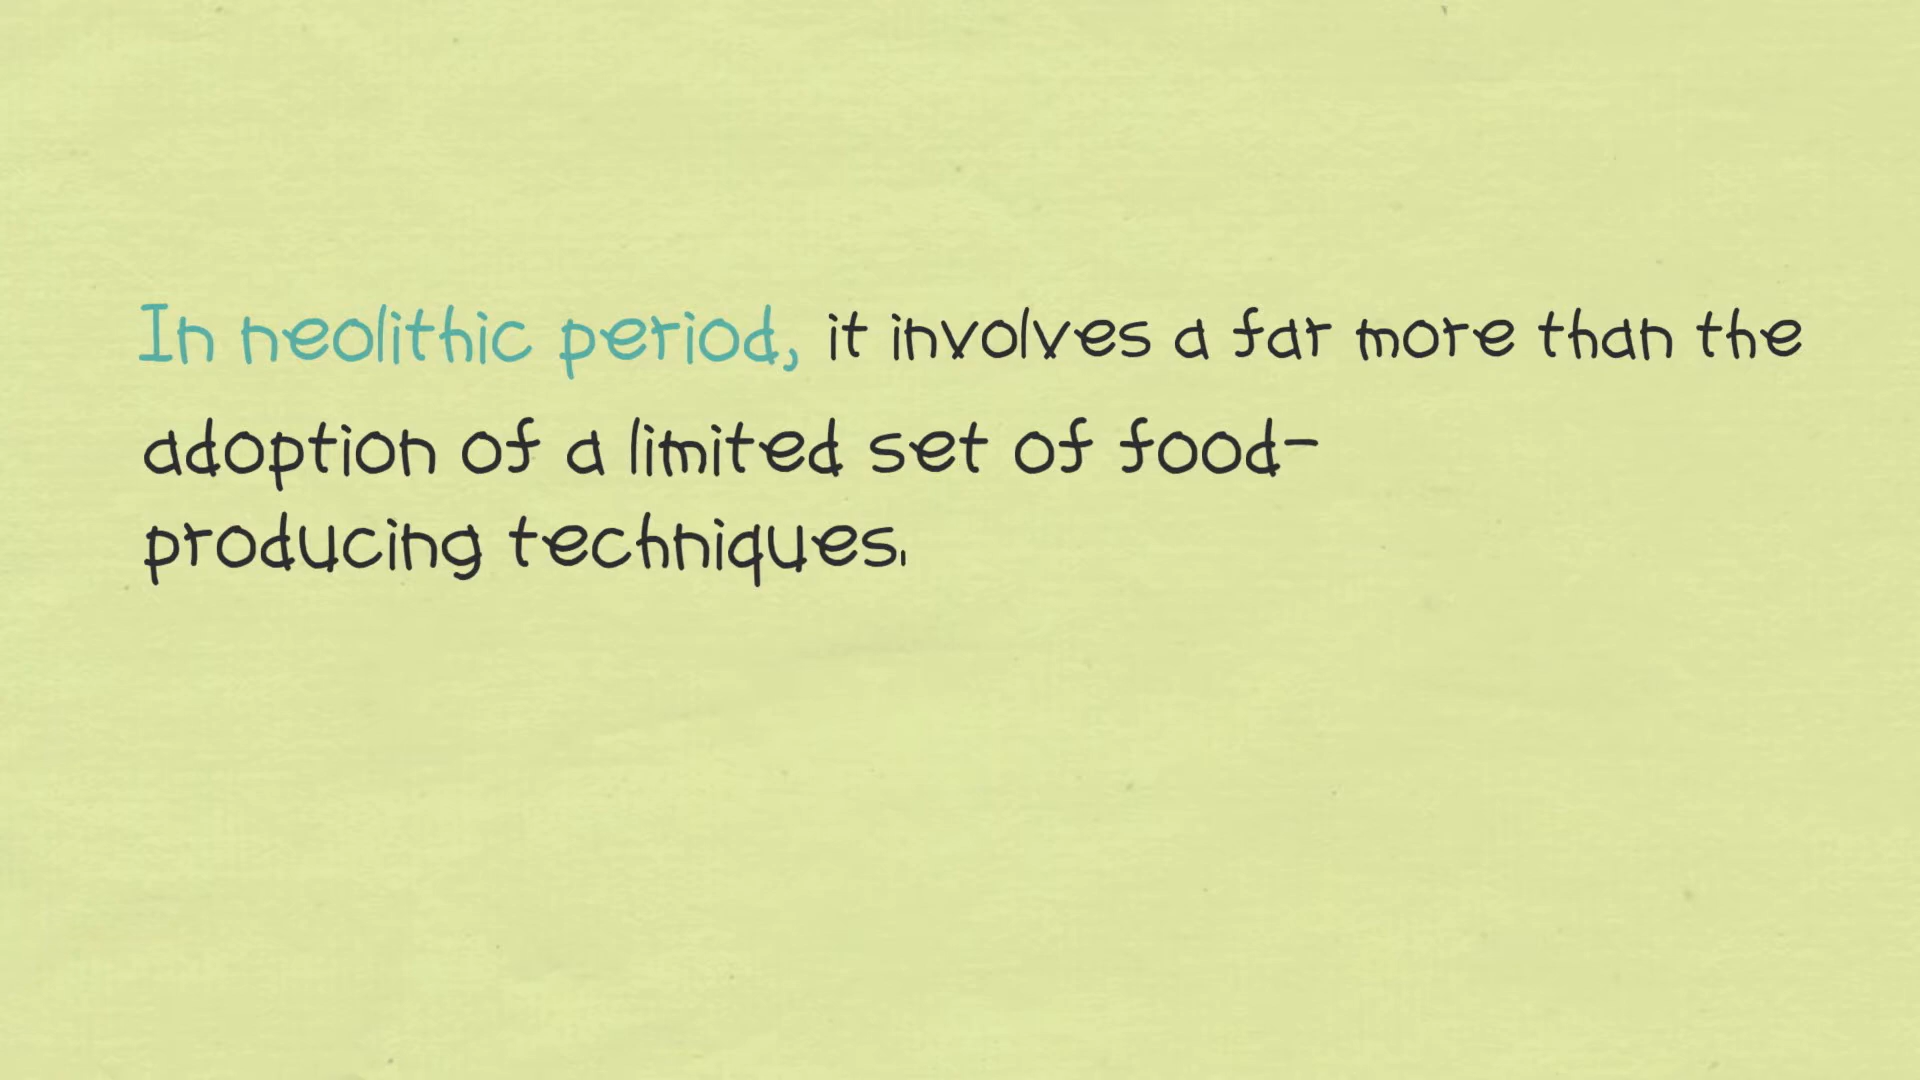 In neolithic period, it involves a far more than the
adoption of a limited set of food-
producing techniques.